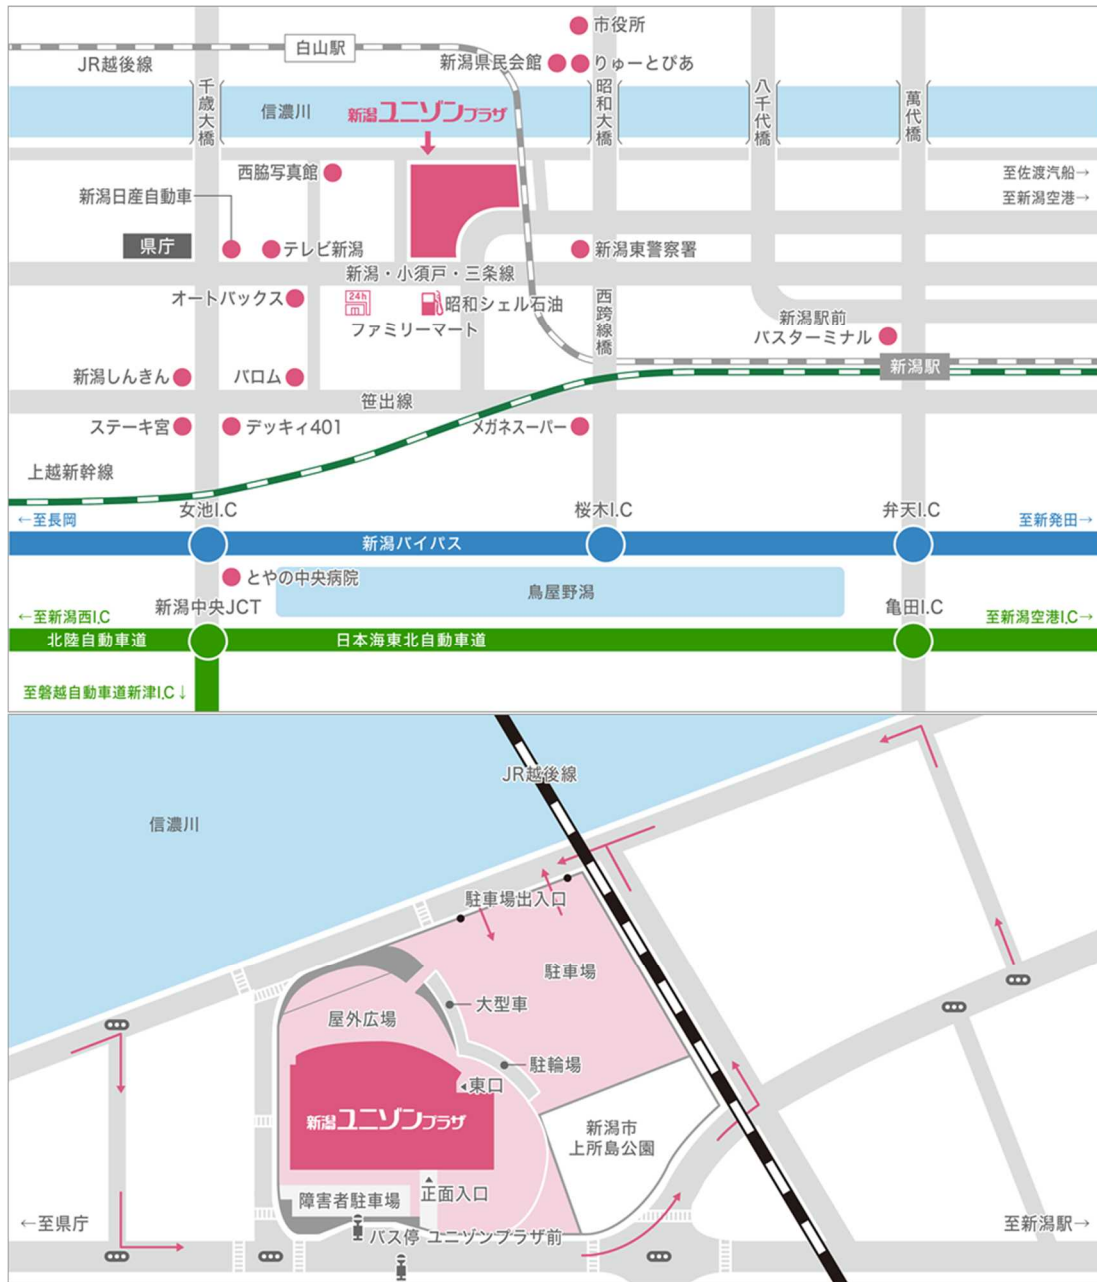 市役所
白山駅
JR越後線
新潟県民会館
りゅーとぴあ
千歳大橋
昭和大橋
八千代橋
萬代橋
信濃川
新潟ユニゾンプラザ
西脇写真館
至佐渡汽船→
新潟日産自動車
至新潟空港→
県庁
テレビ新潟
新潟東警察署
新潟・小須戸・三条線
オートバックス
24h
昭和シェル石油
ファミリーマート
西跨線橋
新潟駅前
バスターミナル
新潟駅
新潟しんきん
バロム
笹出線
ステーキ宮
デッキィ401
メガネスーパー
上越新幹線
女池I.C
桜木I.C
弁天I.C
←至長岡
至新発田→
新潟バイパス
とやの中央病院
鳥屋野潟
新潟中央JCT
亀田I.C
←至新潟西I.C
至新潟空港I.C→
北陸自動車道
日本海東北自動車道
至磐越自動車道新津I.C↓
JR越後線
信濃川
駐車場出入口
駐車場
大型車
屋外広場
駐輪場
東口
新潟ユニゾンプラザ
新潟市
上所島公園
障害者駐車場
正面入口
←至県庁
至新潟駅→
バス停 ユニゾンプラザ前